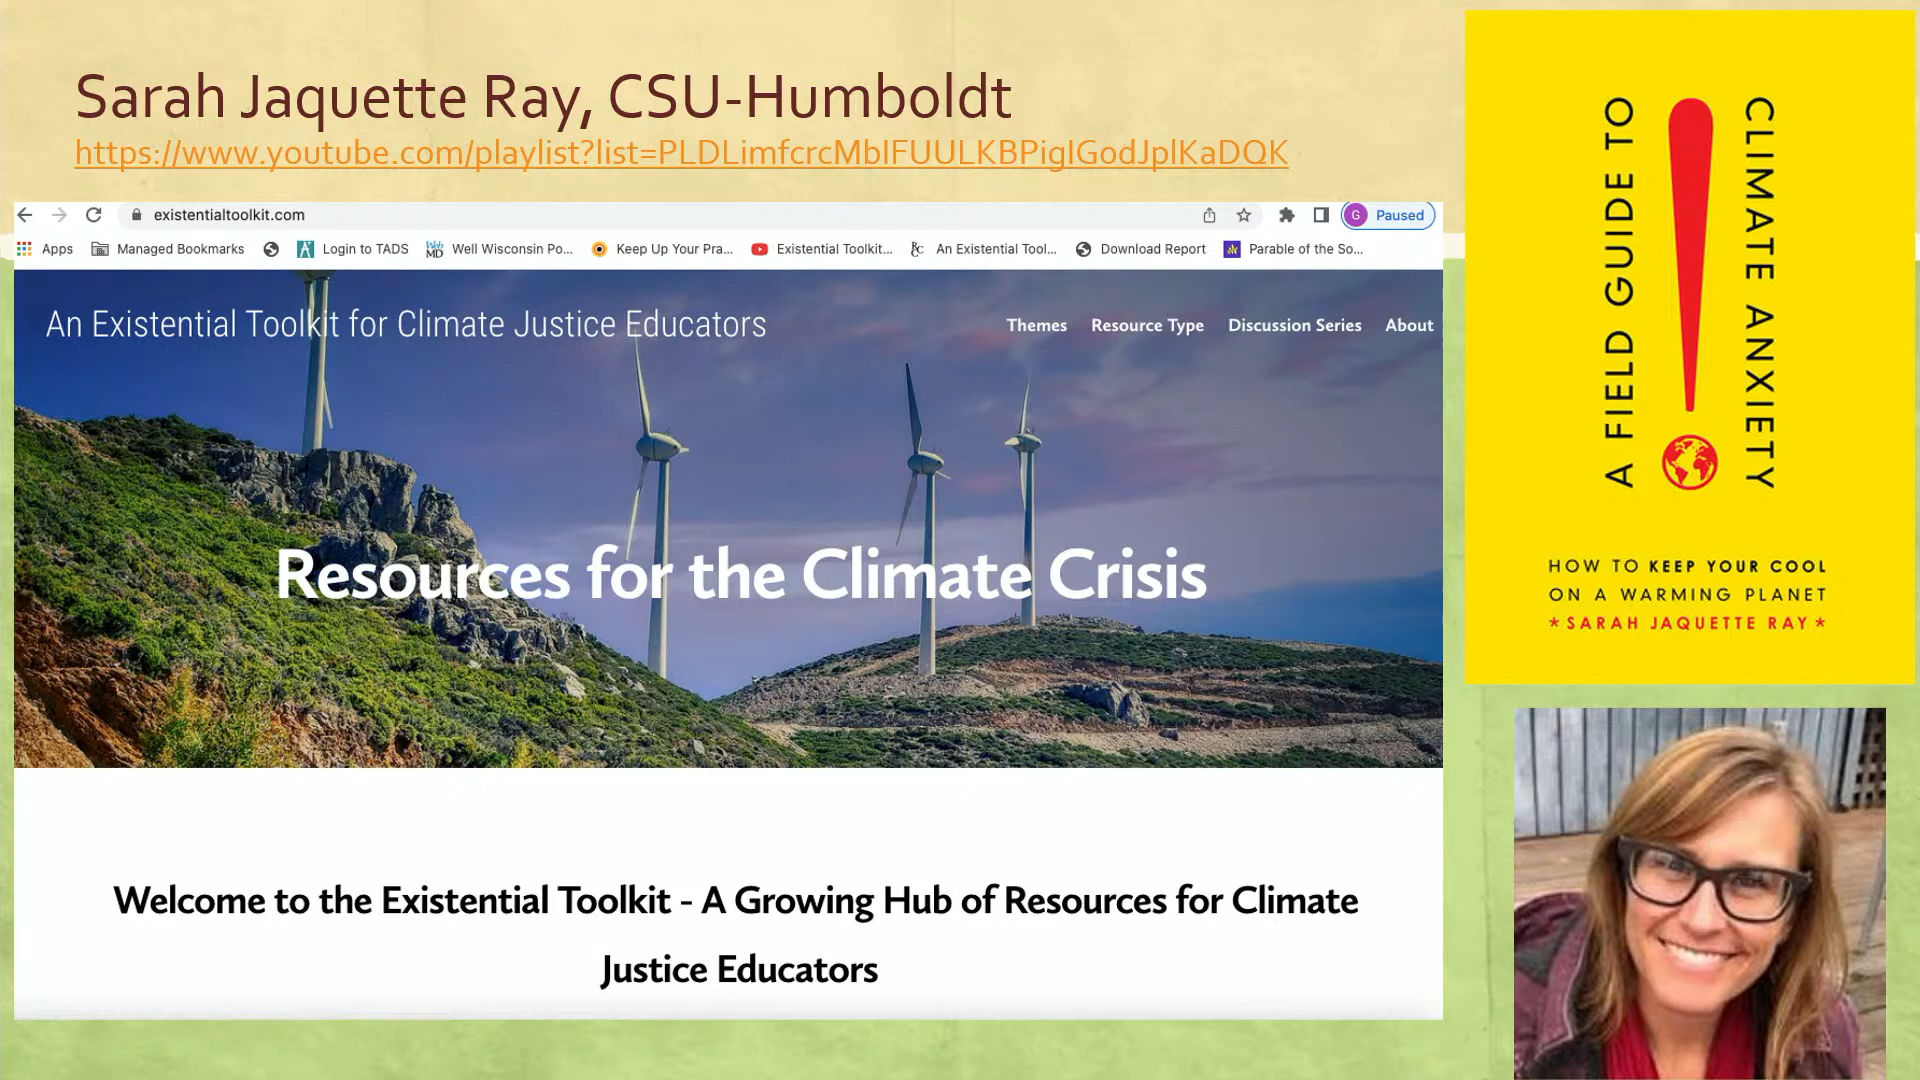 Sarah Jaquette Ray, CSU-Humboldt
https://www.youtube.com/playlist?list=PLDLimfcrcMbIFUULKBPigIGodJplKaDQK
existentialtoolkit.com
G Paused
Apps Managed Bookmarks Login to TADS Well Wisconsin Po... Keep Up Your Pra... Existential Toolkit... An Existential Tool... Download Report Parable of the So...
An Existential Toolkit for Climate Justice Educators
Themes Resource Type Discussion Series About
Resources for the Climate Crisis
Welcome to the Existential Toolkit - A Growing Hub of Resources for Climate
Justice Educators
A FIELD GUIDE TO
CLIMATE ANXIETY
HOW TO KEEP YOUR COOL
ON A WARMING PLANET
*SARAH JAQUETTE RAY*